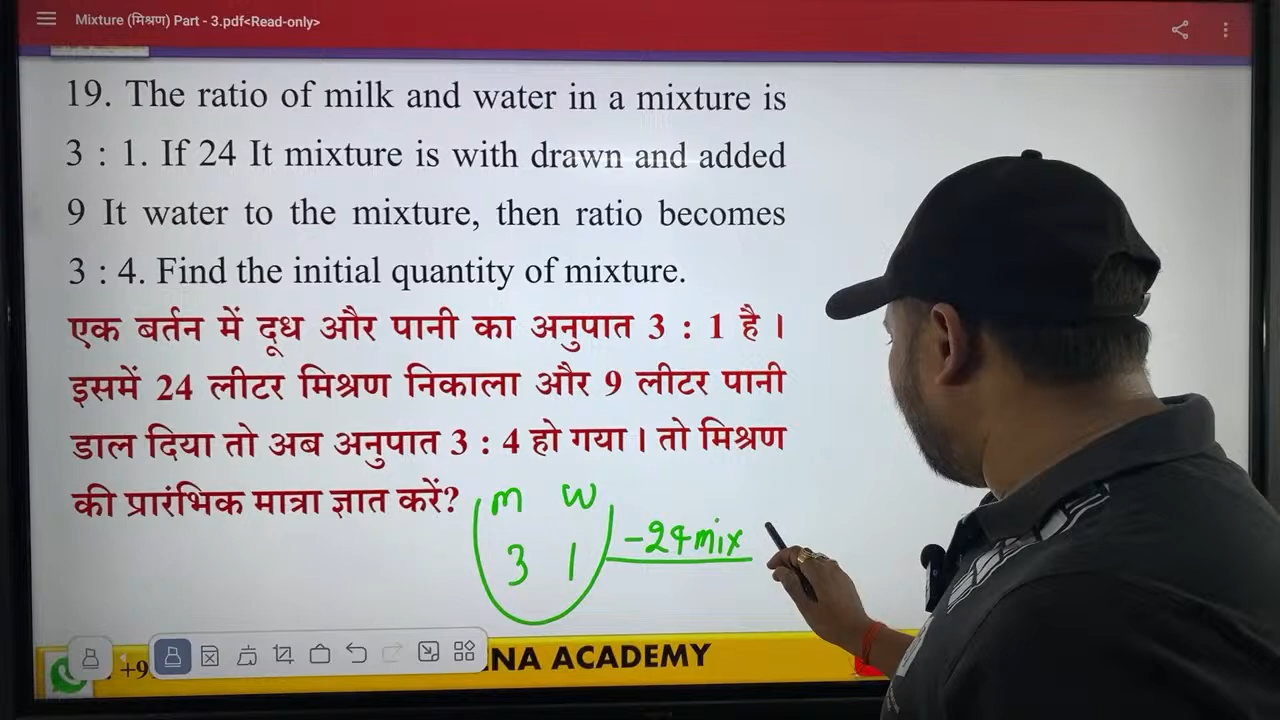 Mixture (मिश्रण) Part - 3.pdf<Read-only>
19. The ratio of milk and water in a mixture is
3 : 1. If 24 It mixture is with drawn and added
9 It water to the mixture, then ratio becomes
3 : 4. Find the initial quantity of mixture.
एक बर्तन में दूध और पानी का अनुपात 3 : 1 है।
इसमें 24 लीटर मिश्रण निकाला और 9 लीटर पानी
डाल दिया तो अब अनुपात 3 : 4 हो गया। तो मिश्रण
की प्रारंभिक मात्रा ज्ञात करें?
m w
3 1
-24mix
+9
NA ACADEMY